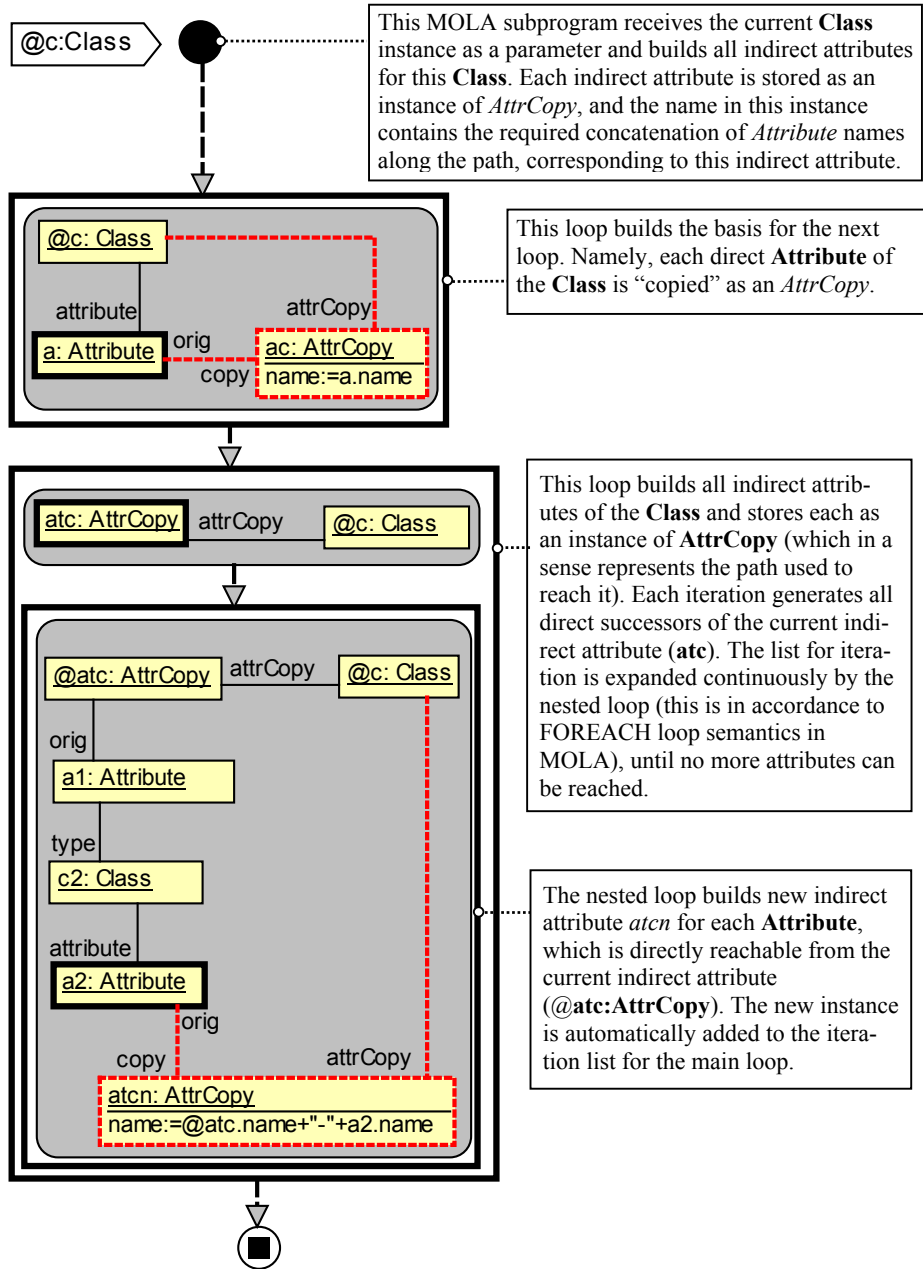 @c:Class
This MOLA subprogram receives the current Class
instance as a parameter and builds all indirect attributes
for this Class. Each indirect attribute is stored as an
instance of AttrCopy, and the name in this instance
contains the required concatenation of Attribute names
along the path, corresponding to this indirect attribute.
@c: Class
attribute
attrCopy
a: Attribute
orig
copy
ac: AttrCopy
name:=a.name
This loop builds the basis for the next
loop. Namely, each direct Attribute of
the Class is “copied” as an AttrCopy.
atc: AttrCopy
attrCopy
@c: Class
This loop builds all indirect attrib-
utes of the Class and stores each as
an instance of AttrCopy (which in a
sense represents the path used to
reach it). Each iteration generates all
direct successors of the current indi-
rect attribute (atc). The list for itera-
tion is expanded continuously by the
nested loop (this is in accordance to
FOREACH loop semantics in
MOLA), until no more attributes can
be reached.
@atc: AttrCopy
attrCopy
@c: Class
orig
a1: Attribute
type
c2: Class
attribute
a2: Attribute
orig
copy
attrCopy
atcn: AttrCopy
name:=@atc.name+"-"+a2.name
The nested loop builds new indirect
attribute atcn for each Attribute,
which is directly reachable from the
current indirect attribute
(@atc:AttrCopy). The new instance
is automatically added to the itera-
tion list for the main loop.